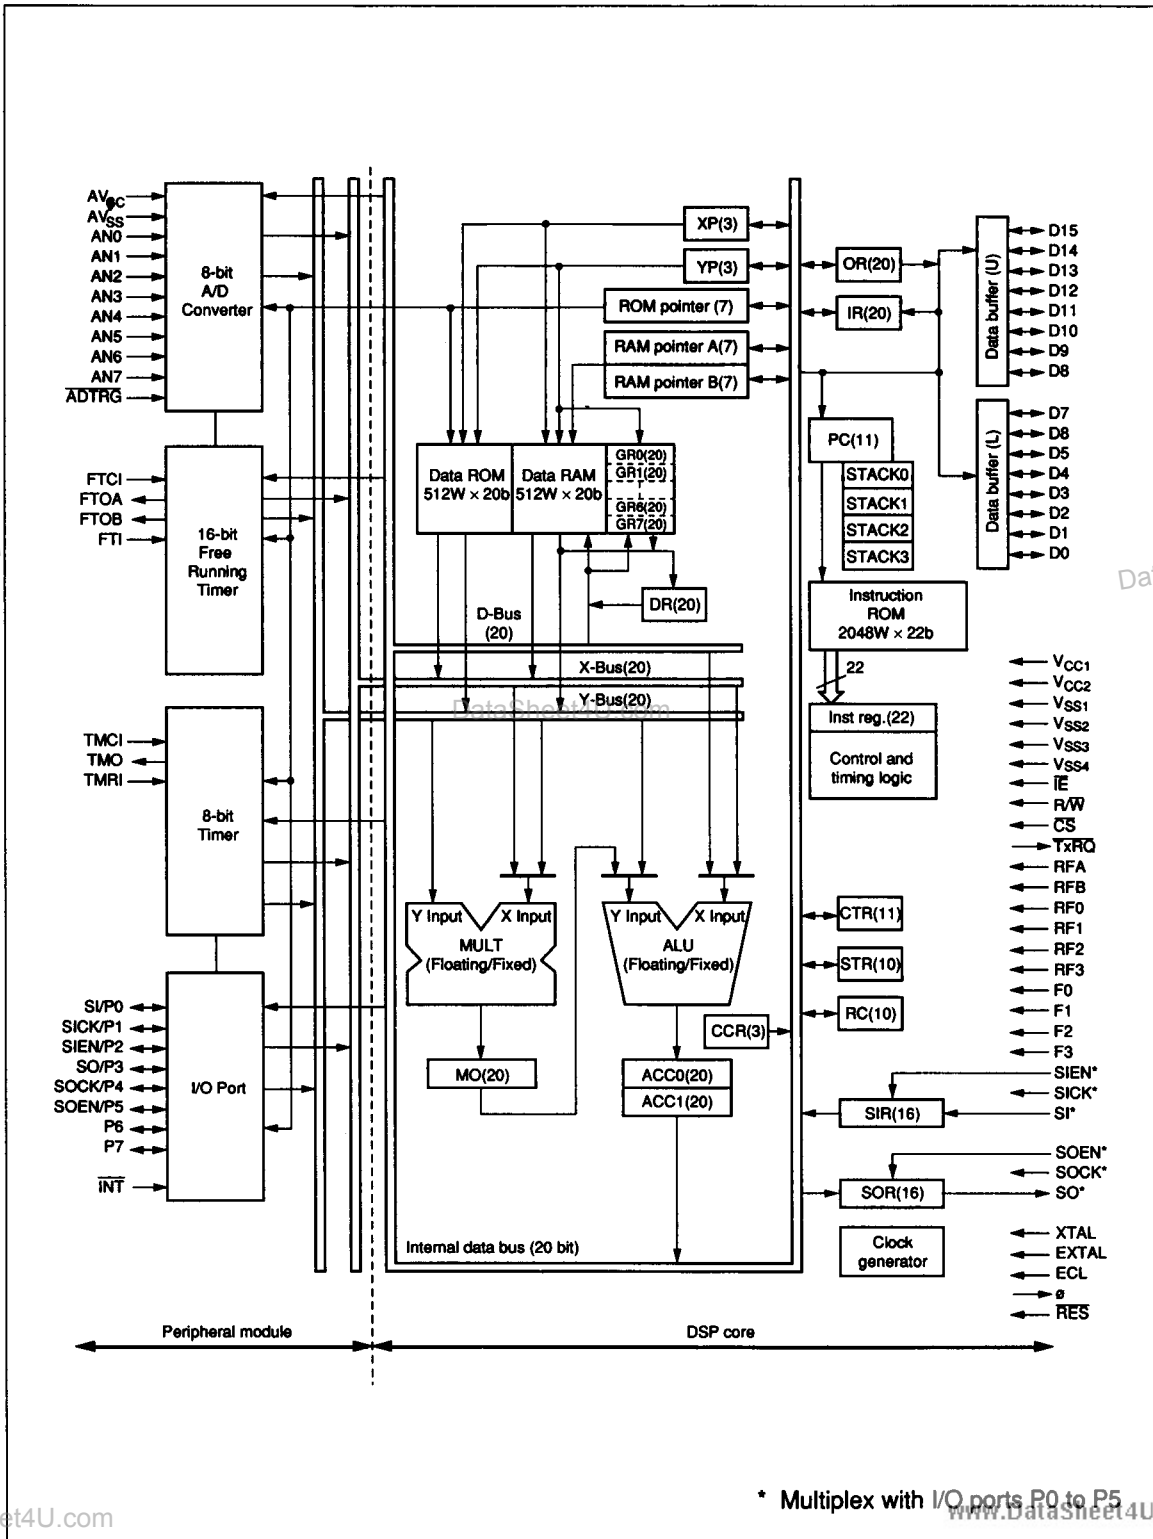 AVCC
AVSS
AN0
AN1
AN2
AN3
AN4
AN5
AN6
AN7
ADTRG
8-bit
A/D
Converter
FTCI
FTOA
FTOB
FTI
16-bit
Free
Running
Timer
TMCI
TMO
TMRI
8-bit
Timer
SI/P0
SICK/P1
SIEN/P2
SO/P3
SOCK/P4
SOEN/P5
P6
P7
INT
I/O Port
XP(3)
YP(3)
ROM pointer (7)
RAM pointer A(7)
RAM pointer B(7)
Data ROM
512W × 20b
Data RAM
512W × 20b
GR0(20)
GR1(20)
GR6(20)
GR7(20)
DR(20)
D-Bus
(20)
X-Bus(20)
Y-Bus(20)
DataSheet4U.com
Y Input
X Input
MULT
(Floating/Fixed)
Y Input
X Input
ALU
(Floating/Fixed)
MO(20)
CCR(3)
ACC0(20)
ACC1(20)
Internal data bus (20 bit)
OR(20)
IR(20)
PC(11)
STACK0
STACK1
STACK2
STACK3
Instruction
ROM
2048W × 22b
22
Inst reg.(22)
Control and
timing logic
CTR(11)
STR(10)
RC(10)
SIR(16)
SOR(16)
Clock
generator
Data buffer (U)
D15
D14
D13
D12
D11
D10
D9
D8
Data buffer (L)
D7
D8
D5
D4
D3
D2
D1
D0
Dat
VCC1
VCC2
VSS1
VSS2
VSS3
VSS4
IE
R/W
CS
TxRQ
RFA
RFB
RF0
RF1
RF2
RF3
F0
F1
F2
F3
SIEN*
SICK*
SI*
SOEN*
SOCK*
SO*
XTAL
EXTAL
ECL
ø
RES
Peripheral module
DSP core
* Multiplex with I/O ports P0 to P5
et4U.com
www.DataSheet4U